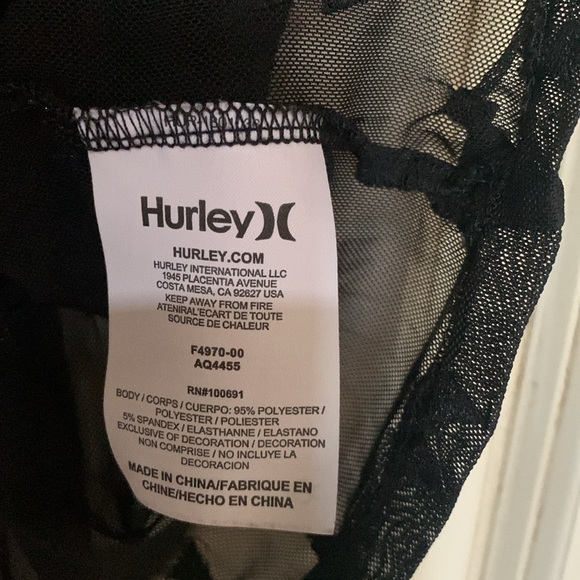 Hurley
HURLEY.COM
HURLEY INTERNATIONAL LLC
1945 PLACENTIA AVENUE
COSTA MESA, CA 92627 USA
KEEP AWAY FROM FIRE
ATENIRAL'ECART DE TOUTE
SOURCE DE CHALEUR
F4970-00
AQ4455
RN#100691
BODY / CORPS / CUERPO: 95% POLYESTER /
POLYESTER / POLIESTER
5% SPANDEX / ELASTHANNE / ELASTANO
EXCLUSIVE OF DECORATION / DECORATION
NON COMPRISE / NO INCLUYE LA
DECORACION
MADE IN CHINA/FABRIQUE EN
CHINE/HECHO EN CHINA